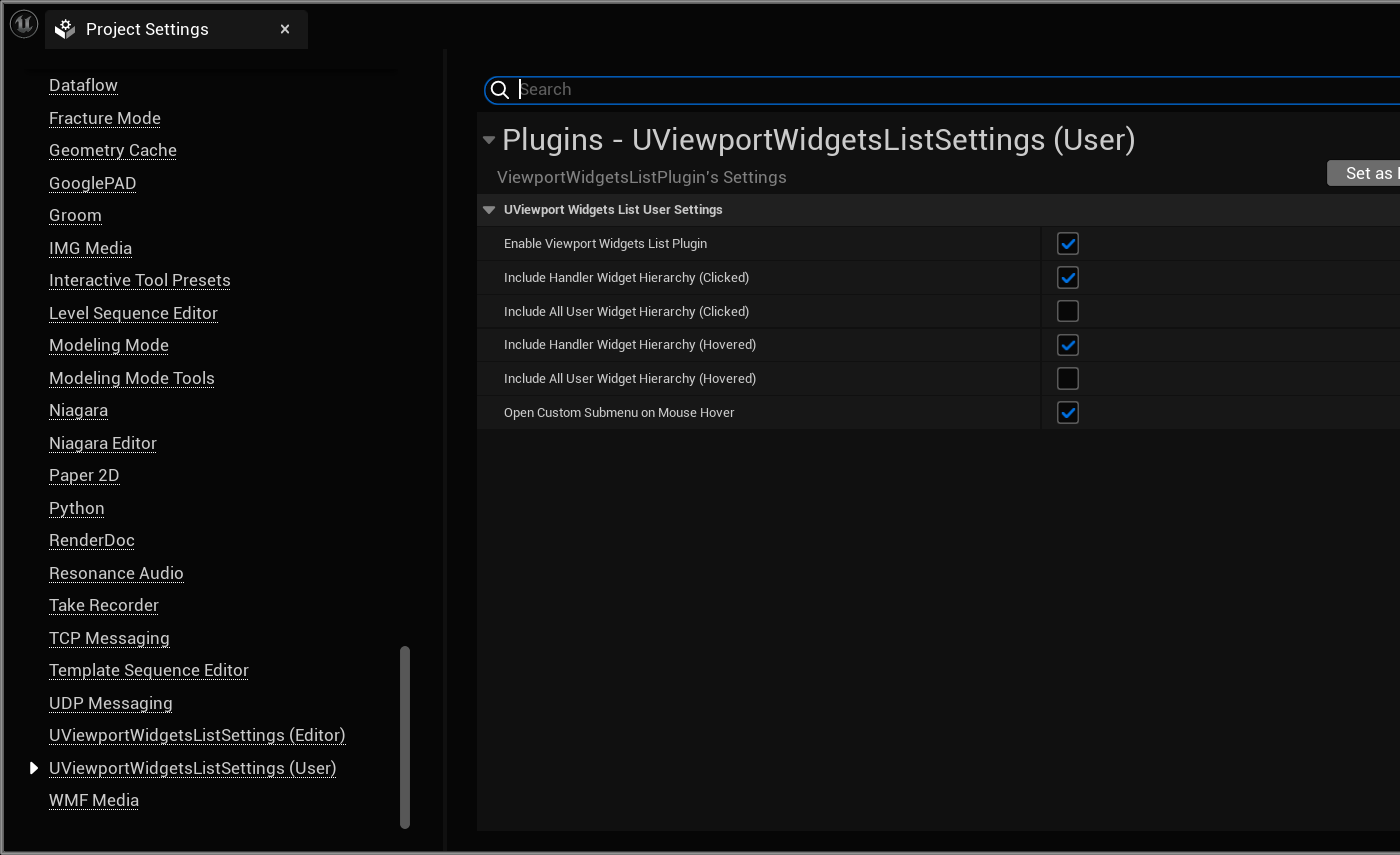 Project Settings
Dataflow
Fracture Mode
Geometry Cache
GooglePAD
Groom
IMG Media
Interactive Tool Presets
Level Sequence Editor
Modeling Mode
Modeling Mode Tools
Niagara
Niagara Editor
Paper 2D
Python
RenderDoc
Resonance Audio
Take Recorder
TCP Messaging
Template Sequence Editor
UDP Messaging
UViewportWidgetsListSettings (Editor)
UViewportWidgetsListSettings (User)
WMF Media
Search
Plugins - UViewportWidgetsListSettings (User)
ViewportWidgetsListPlugin's Settings
Set as
UViewport Widgets List User Settings
Enable Viewport Widgets List Plugin
Include Handler Widget Hierarchy (Clicked)
Include All User Widget Hierarchy (Clicked)
Include Handler Widget Hierarchy (Hovered)
Include All User Widget Hierarchy (Hovered)
Open Custom Submenu on Mouse Hover